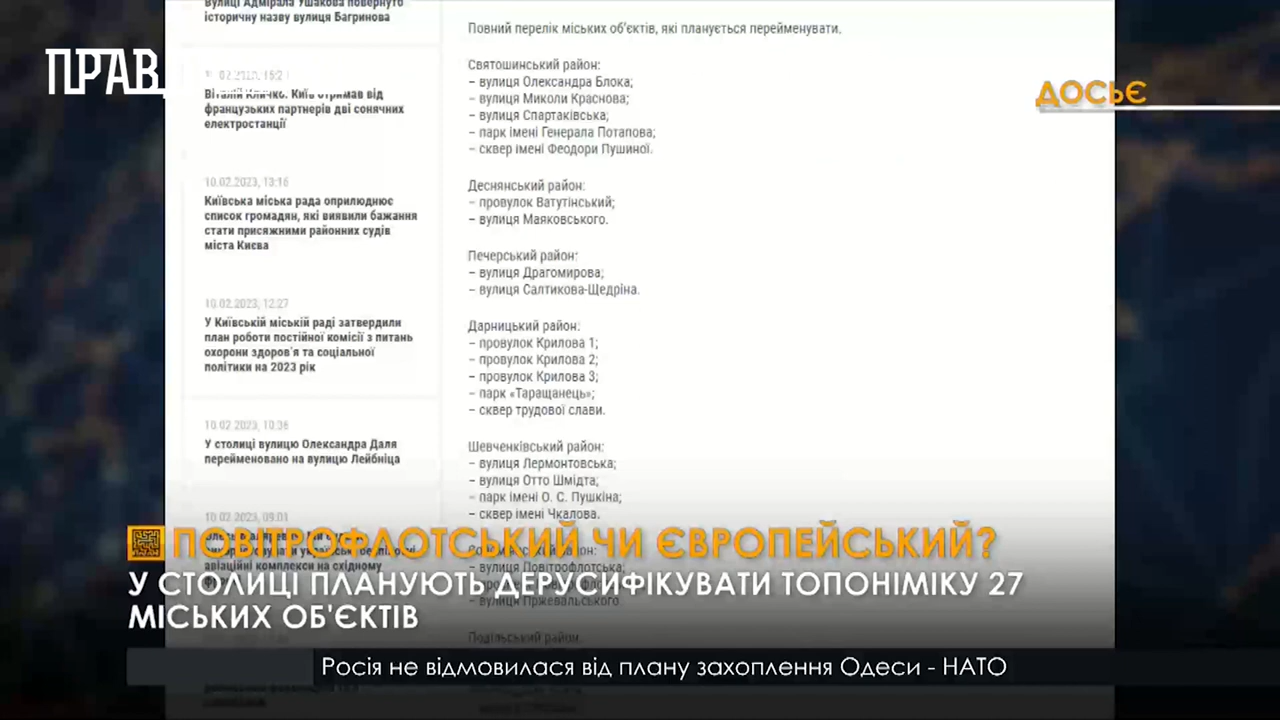 ПРАВ
ДОСЬЄ
вулиці Адмірала Ушакова повернуто
історичну назву вулиця Багринова
Віталій Кличко: Київ отримав від
французьких партнерів дві сонячних
електростанції
10.02.2023, 13:16
Київська міська рада оприлюднює
список громадян, які виявили бажання
стати присяжними районних судів
міста Києва
10.02.2023, 12:27
У Київській міській раді затвердили
план роботи постійної комісії з питань
охорони здоров'я та соціальної
політики на 2023 рік
10.02.2023, 10:36
У столиці вулицю Олександра Даля
перейменовано на вулицю Лейбніца
10.02.2023, 09:01
авіаційні комплекси на східному
Повний перелік міських об'єктів, які планується перейменувати.
Святошинський район:
– вулиця Олександра Блока;
– вулиця Миколи Краснова;
– вулиця Спартаківська;
– парк імені Генерала Потапова;
– сквер імені Феодори Пушиної.
Деснянський район:
– провулок Ватутінський;
– вулиця Маяковського.
Печерський район:
– вулиця Драгомирова;
– вулиця Салтикова-Щедріна.
Дарницький район:
– провулок Крилова 1;
– провулок Крилова 2;
– провулок Крилова 3;
– парк «Таращанець»;
– сквер трудової слави.
Шевченківський район:
– вулиця Лермонтовська;
– вулиця Отто Шмідта;
– парк імені О. С. Пушкіна;
– сквер імені Чкалова.
– вулиця Повітрофлотська;
– вулиця Пржевальського.
Подільський район.
ПОВІТРОФЛОТСЬКИЙ ЧИ ЄВРОПЕЙСЬКИЙ?
У СТОЛИЦІ ПЛАНУЮТЬ ДЕРУСИФІКУВАТИ ТОПОНІМІКУ 27
МІСЬКИХ ОБ'ЄКТІВ
Росія не відмовилася від плану захоплення Одеси - НАТО